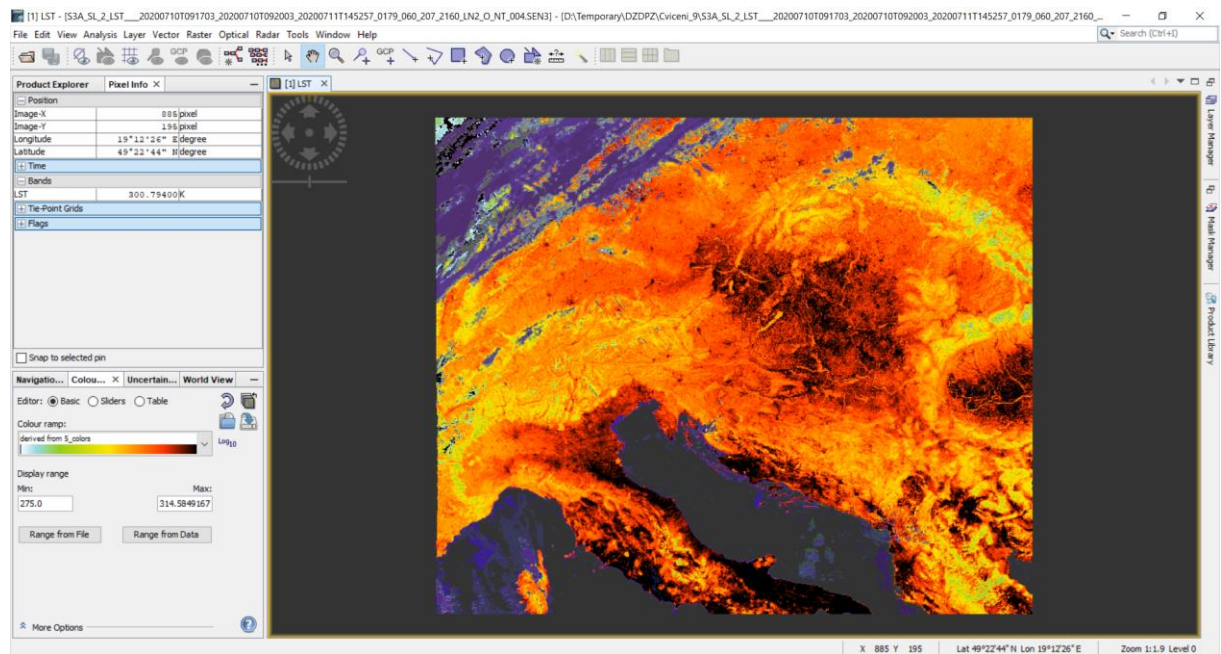 [1] LST - [S3A_SL_2_LST____20200710T091703_20200710T092003_20200711T145257_0179_060_207_2160_LN2_O_NT_004.SEN3] - [D:\Temporary\DZDPZ\Cviceni_9\S3A_SL_2_LST____20200710T091703_20200710T092003_20200711T145257_0179_060_207_2160_...
File Edit View Analysis Layer Vector Raster Optical Radar Tools Window Help
Search (Ctrl+I)
GCP GCP
Product Explorer Pixel Info
[1] LST
Position
Image-X 885 pixel
Image-Y 195 pixel
Longitude 19°12'26" E degree
Latitude 49°22'44" N degree
Time
Bands
LST 300.79400 K
Tie-Point Grids
Flags
Layer Manager
Mask Manager
Product Library
Snap to selected pin
Navigatio... Colou... Uncertain... World View
Editor: Basic Sliders Table
Colour ramp:
derived from 5_colors
Log10
Display range
Min: Max:
275.0 314.5849167
Range from File Range from Data
More Options
X 885 Y 195 Lat 49°22'44" N Lon 19°12'26" E Zoom 1:1.9 Level 0